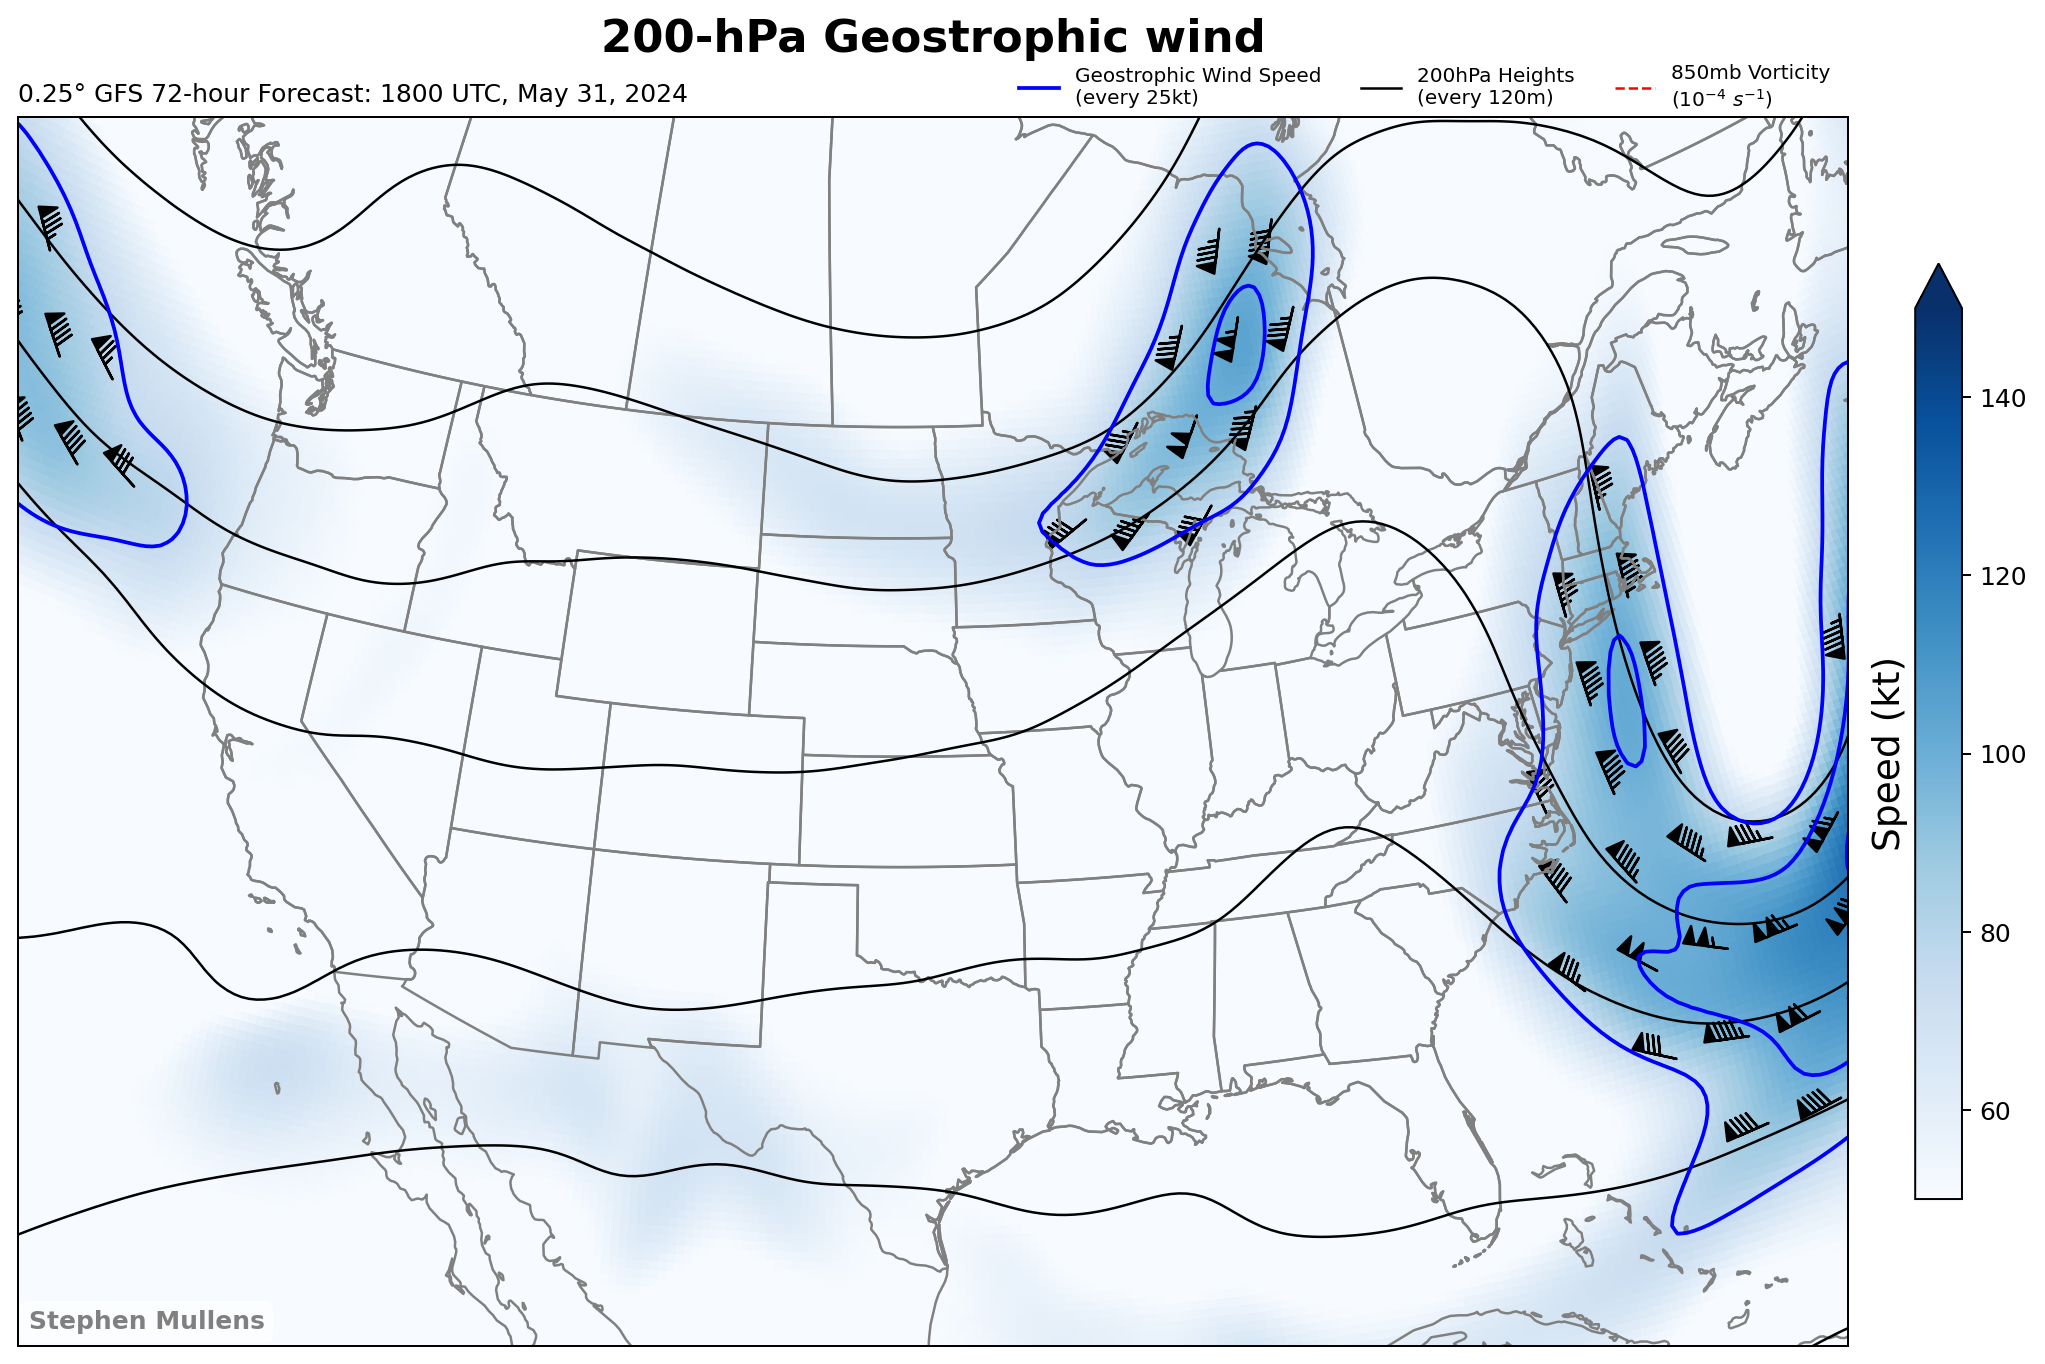 200-hPa Geostrophic wind
0.25° GFS 72-hour Forecast: 1800 UTC, May 31, 2024
Geostrophic Wind Speed
(every 25kt)
200hPa Heights
(every 120m)
850mb Vorticity
(10⁻⁴ s⁻¹)
140
120
100
80
60
Speed (kt)
Stephen Mullens